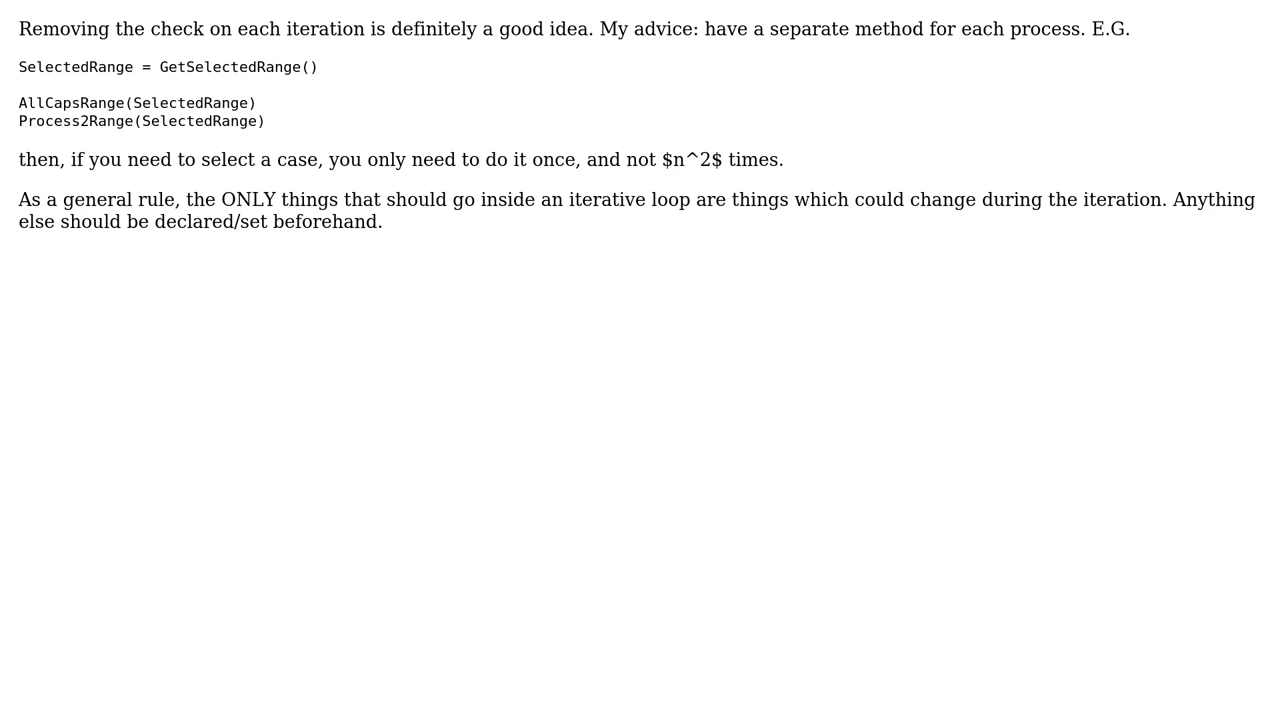 Removing the check on each iteration is definitely a good idea. My advice: have a separate method for each process. E.G.
SelectedRange = GetSelectedRange()
AllCapsRange(SelectedRange)
Process2Range(SelectedRange)
then, if you need to select a case, you only need to do it once, and not $n^2$ times.
As a general rule, the ONLY things that should go inside an iterative loop are things which could change during the iteration. Anything
else should be declared/set beforehand.